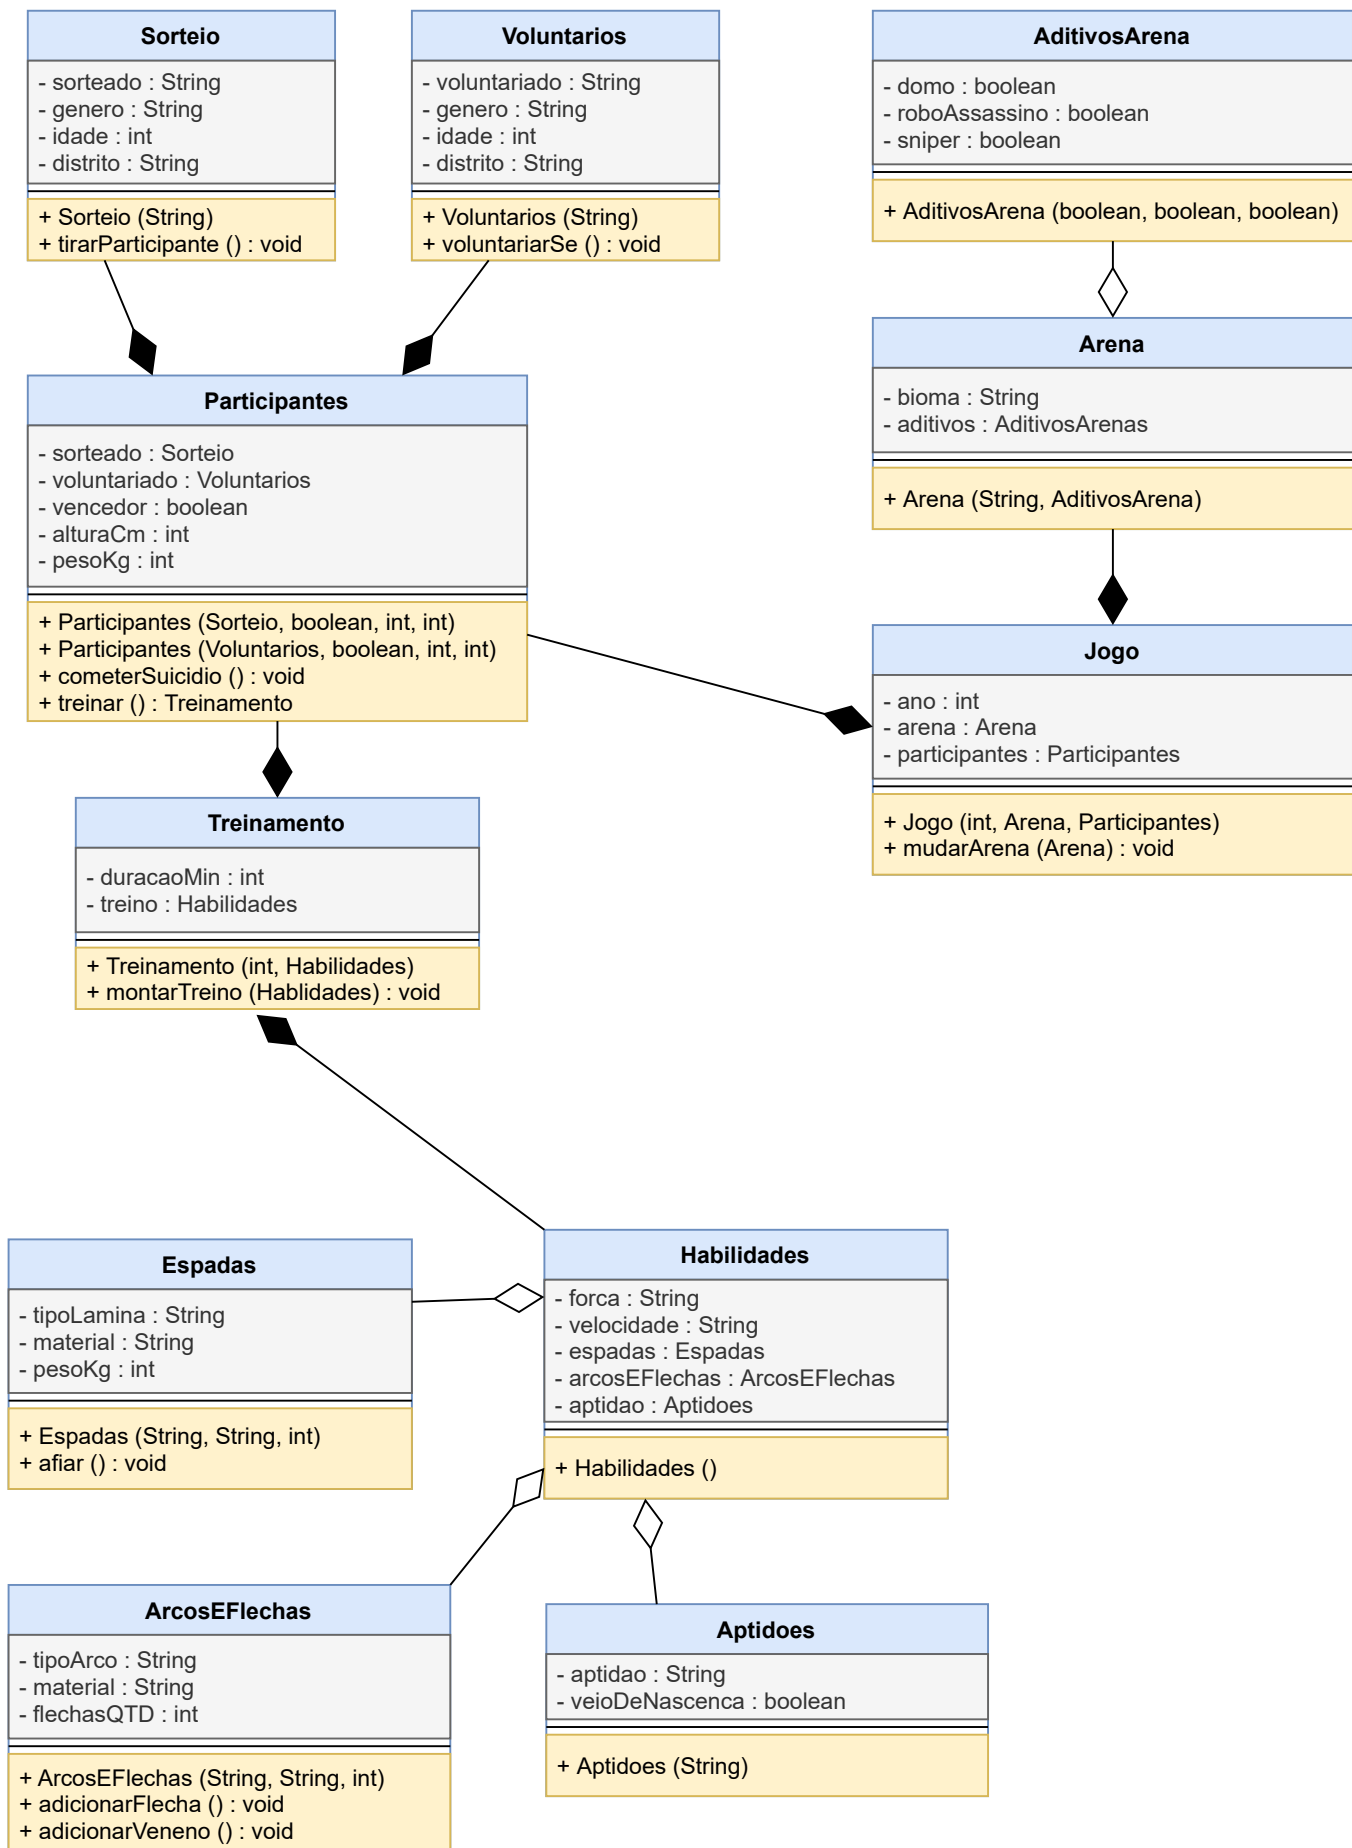 Sorteio
- sorteado : String
- genero : String
- idade : int
- distrito : String
+ Sorteio (String)
+ tirarParticipante () : void
Voluntarios
- voluntariado : String
- genero : String
- idade : int
- distrito : String
+ Voluntarios (String)
+ voluntariarSe () : void
AditivosArena
- domo : boolean
- roboAssassino : boolean
- sniper : boolean
+ AditivosArena (boolean, boolean, boolean)
Arena
- bioma : String
- aditivos : AditivosArenas
+ Arena (String, AditivosArena)
Participantes
- sorteado : Sorteio
- voluntariado : Voluntarios
- vencedor : boolean
- alturaCm : int
- pesoKg : int
+ Participantes (Sorteio, boolean, int, int)
+ Participantes (Voluntarios, boolean, int, int)
+ cometerSuicidio () : void
+ treinar () : Treinamento
Jogo
- ano : int
- arena : Arena
- participantes : Participantes
+ Jogo (int, Arena, Participantes)
+ mudarArena (Arena) : void
Treinamento
- duracaoMin : int
- treino : Habilidades
+ Treinamento (int, Habilidades)
+ montarTreino (Hablidades) : void
Espadas
- tipoLamina : String
- material : String
- pesoKg : int
+ Espadas (String, String, int)
+ afiar () : void
Habilidades
- forca : String
- velocidade : String
- espadas : Espadas
- arcosEFlechas : ArcosEFlechas
- aptidao : Aptidoes
+ Habilidades ()
ArcosEFlechas
- tipoArco : String
- material : String
- flechasQTD : int
+ ArcosEFlechas (String, String, int)
+ adicionarFlecha () : void
+ adicionarVeneno () : void
Aptidoes
- aptidao : String
- veioDeNascenca : boolean
+ Aptidoes (String)